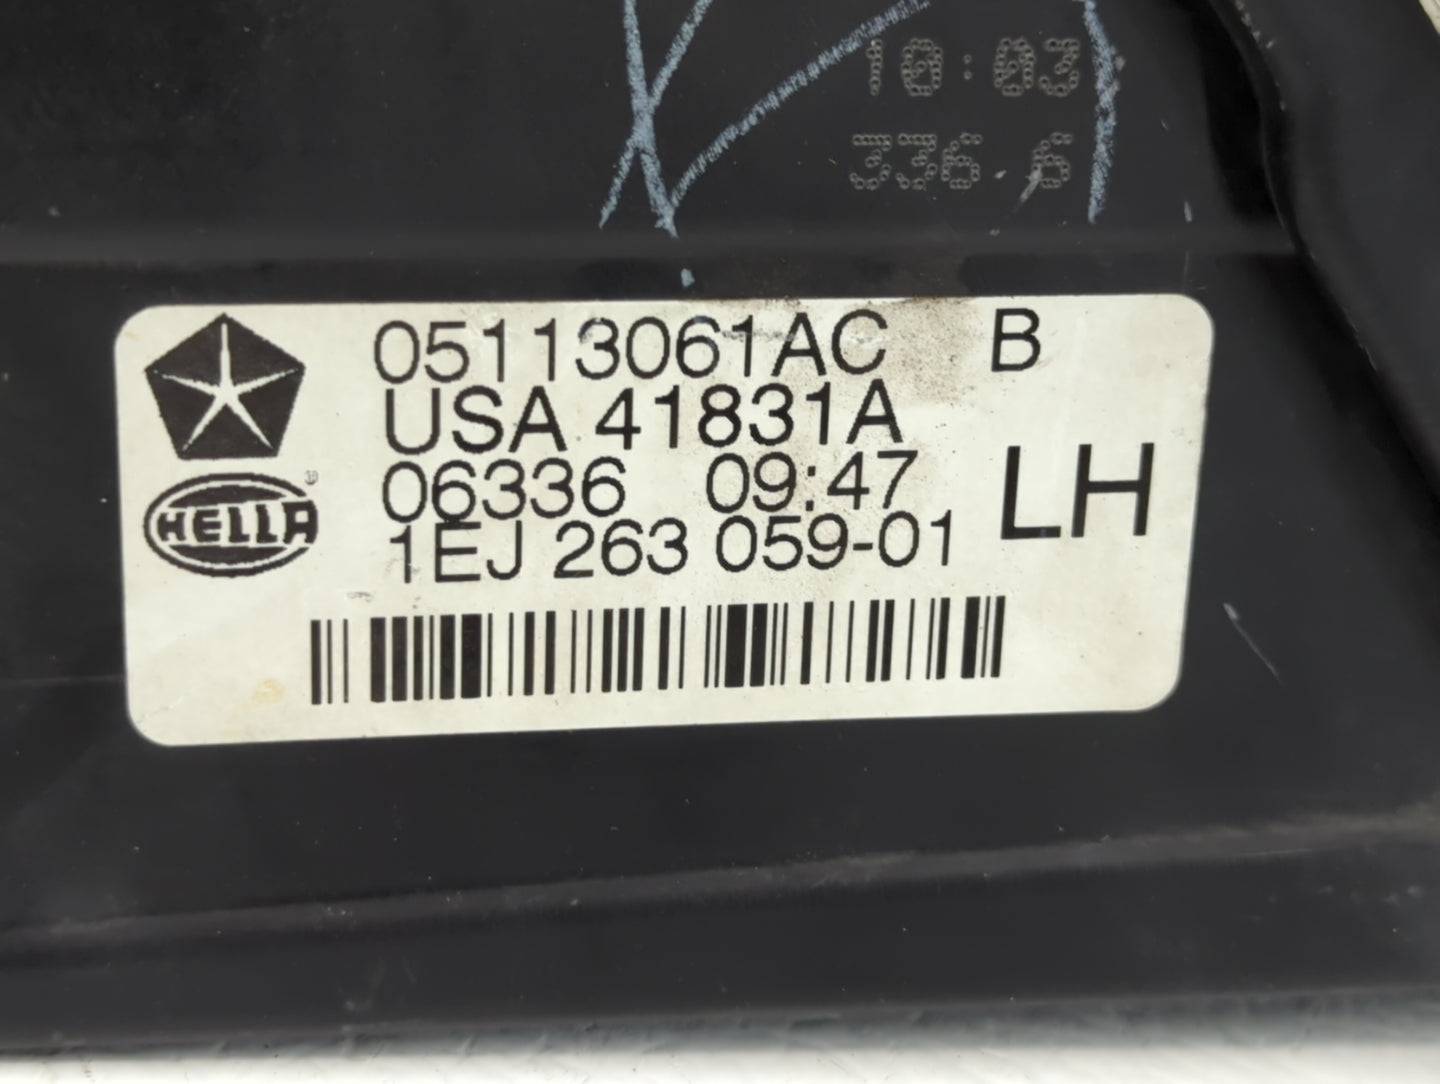 10:03
336.6
05113061AC B
USA 41831A
06336 09:47
LH
1EJ 263 059-01
HELLA®